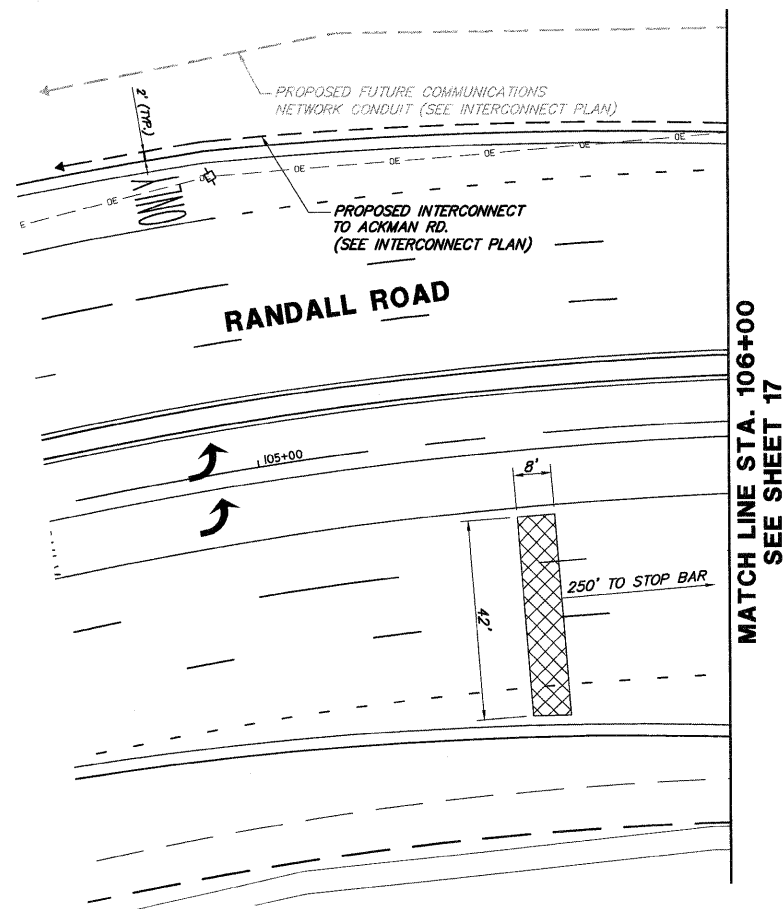 PROPOSED FUTURE COMMUNICATIONS
NETWORK CONDUIT (SEE INTERCONNECT PLAN)
2' (TYP.)
OE
OE
OE
OE
OE
OE
OE
E
ONLY
PROPOSED INTERCONNECT
TO ACKMAN RD.
(SEE INTERCONNECT PLAN)
RANDALL ROAD
105+00
8'
42'
250' TO STOP BAR
MATCH LINE STA. 106+00
SEE SHEET 17